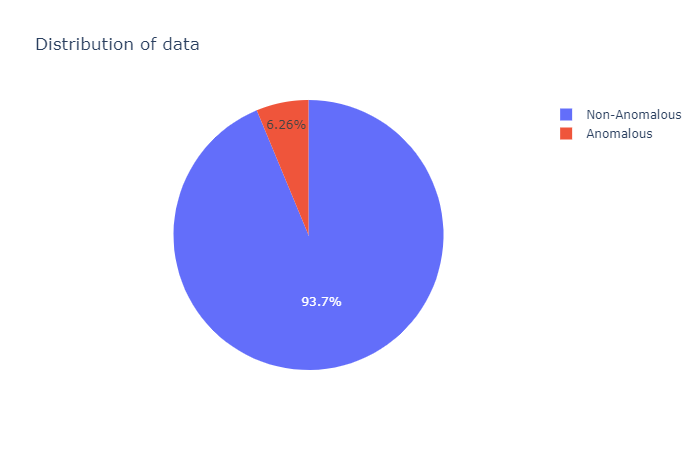 Distribution of data
Non-Anomalous
Anomalous
6.26%
93.7%